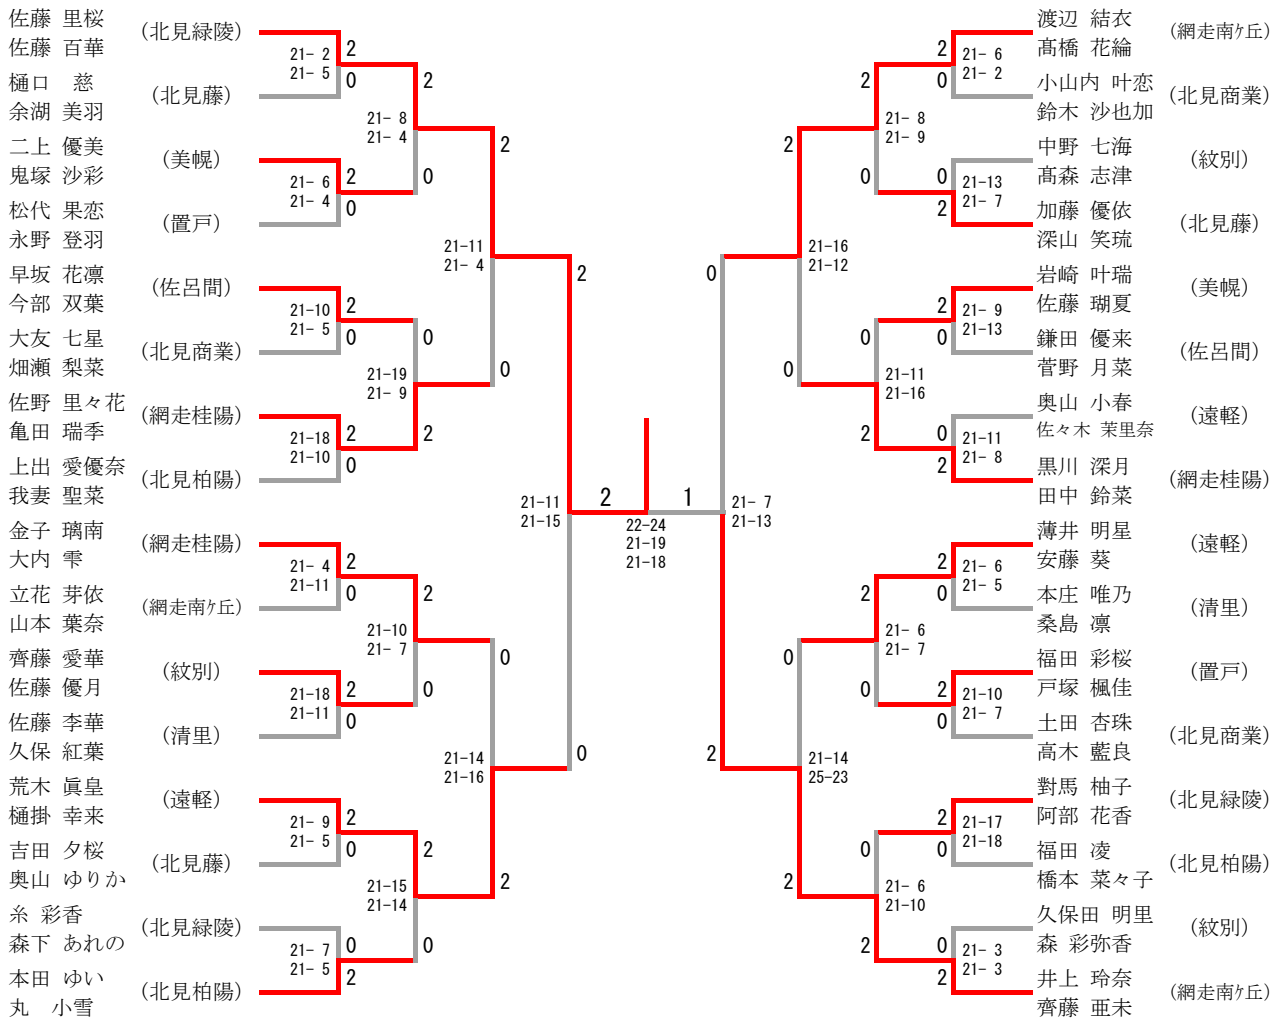 佐藤 里桜
佐藤 百華
(北見緑陵)
樋口 慈
余湖 美羽
(北見藤)
二上 優美
鬼塚 沙彩
(美幌)
松代 果恋
永野 登羽
(置戸)
早坂 花凛
今部 双葉
(佐呂間)
大友 七星
畑瀬 梨菜
(北見商業)
佐野 里々花
亀田 瑞季
(網走桂陽)
上出 愛優奈
我妻 聖菜
(北見柏陽)
金子 璃南
大内 雫
(網走桂陽)
立花 芽依
山本 葉奈
(網走南ケ丘)
齊藤 愛華
佐藤 優月
(紋別)
佐藤 李華
久保 紅葉
(清里)
荒木 眞皇
樋掛 幸来
(遠軽)
吉田 夕桜
奥山 ゆりか
(北見藤)
糸 彩香
森下 あれの
(北見緑陵)
本田 ゆい
丸 小雪
(北見柏陽)
21- 2
21- 5
2
0
21- 6
21- 4
2
0
21-10
21- 5
2
0
21-18
21-10
2
0
21- 4
21-11
2
0
21-18
21-11
2
0
21- 9
21- 5
2
0
21- 7
21- 5
0
2
21- 8
21- 4
2
0
21-19
21- 9
0
2
21-10
21- 7
2
0
21-15
21-14
2
0
21-11
21- 4
2
0
21-14
21-16
0
2
21-11
21-15
2
0
2
1
22-24
21-19
21-18
21- 7
21-13
0
2
21-16
21-12
2
0
21-14
25-23
0
2
21- 8
21- 9
2
0
21-11
21-16
0
2
21- 6
21- 7
2
0
21- 6
21-10
0
2
21- 6
21- 2
2
0
21-13
21- 7
0
2
21- 9
21-13
2
0
21-11
21- 8
0
2
21- 6
21- 5
2
0
21-10
21- 7
2
0
21-17
21-18
2
0
21- 3
21- 3
0
2
渡辺 結衣
髙橋 花綸
(網走南ケ丘)
小山内 叶恋
鈴木 沙也加
(北見商業)
中野 七海
髙森 志津
(紋別)
加藤 優依
深山 笑琉
(北見藤)
岩崎 叶瑞
佐藤 瑚夏
(美幌)
鎌田 優来
菅野 月菜
(佐呂間)
奥山 小春
佐々木 茉里奈
(遠軽)
黒川 深月
田中 鈴菜
(網走桂陽)
薄井 明星
安藤 葵
(遠軽)
本庄 唯乃
桑島 凛
(清里)
福田 彩桜
戸塚 楓佳
(置戸)
土田 杏珠
高木 藍良
(北見商業)
對馬 柚子
阿部 花香
(北見緑陵)
福田 凌
橋本 菜々子
(北見柏陽)
久保田 明里
森 彩弥香
(紋別)
井上 玲奈
齊藤 亜未
(網走南ケ丘)